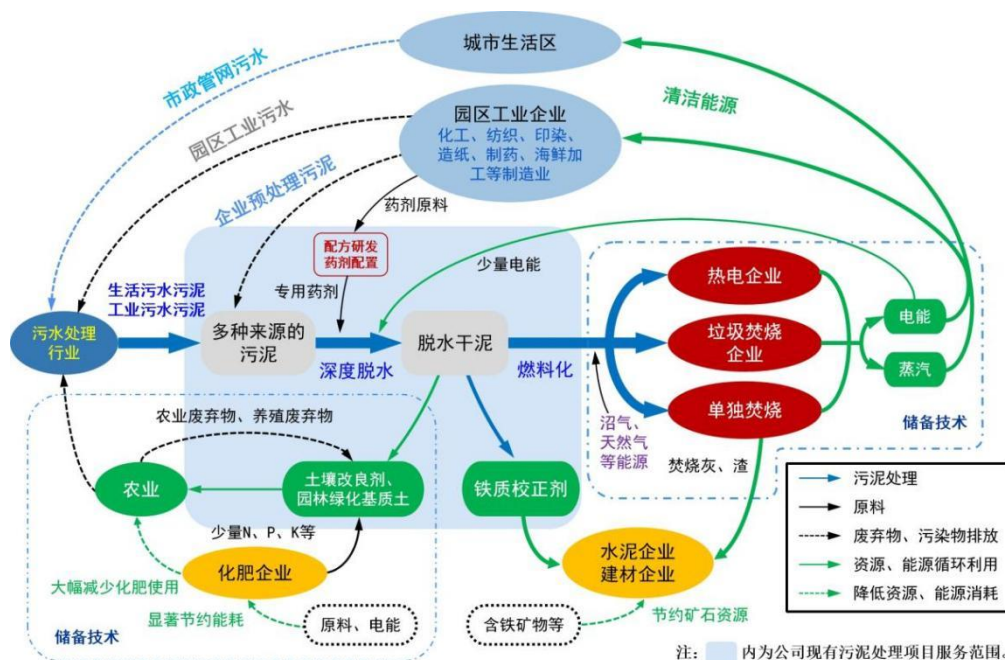 城市生活区
市政管网污水
清洁能源
园区工业污水
园区工业企业
化工、纺织、印染、
造纸、制药、海鲜加
工等制造业
企业预处理污泥
药剂原料
配方研发
药剂配置
少量电能
热电企业
生活污水污泥
工业污水污泥
专用药剂
电能
污水处理
行业
多种来源的
污泥
脱水干泥
垃圾焚烧
企业
深度脱水
燃料化
蒸汽
单独焚烧
沼气、
天然气
等能源
储备技术
农业废弃物、养殖废弃物
焚烧灰、渣
农业
土壤改良剂、
园林绿化基质土
铁质校正剂
少量N、P、K等
化肥企业
水泥企业
建材企业
大幅减少化肥使用
显著节约能耗
节约矿石资源
储备技术
原料、电能
含铁矿物等
污泥处理
原料
废弃物、污染物排放
资源、能源循环利用
降低资源、能源消耗
注： 内为公司现有污泥处理项目服务范围。